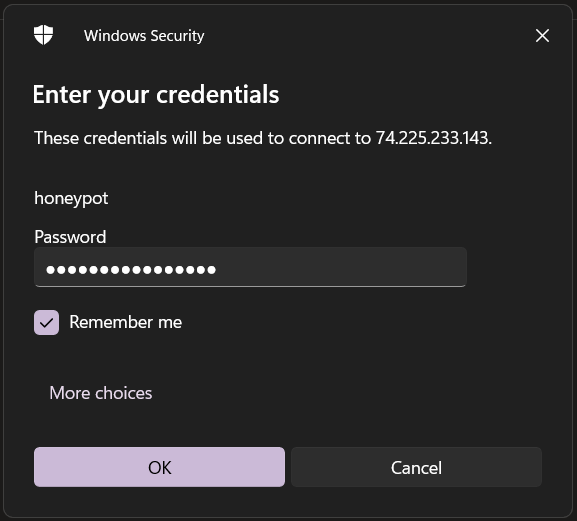 Windows Security
Enter your credentials
These credentials will be used to connect to 74.225.233.143.
honeypot
Password
●●●●●●●●●●●●●●●●
Remember me
More choices
OK
Cancel